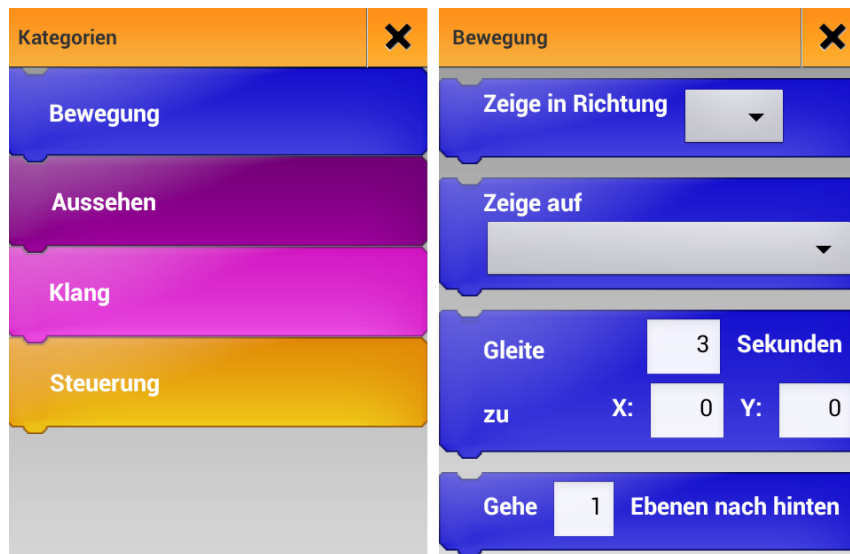 Kategorien
Bewegung
Aussehen
Klang
Steuerung
Bewegung
Zeige in Richtung
Zeige auf
Gleite 3 Sekunden
zu X: 0 Y: 0
Gehe 1 Ebenen nach hinten